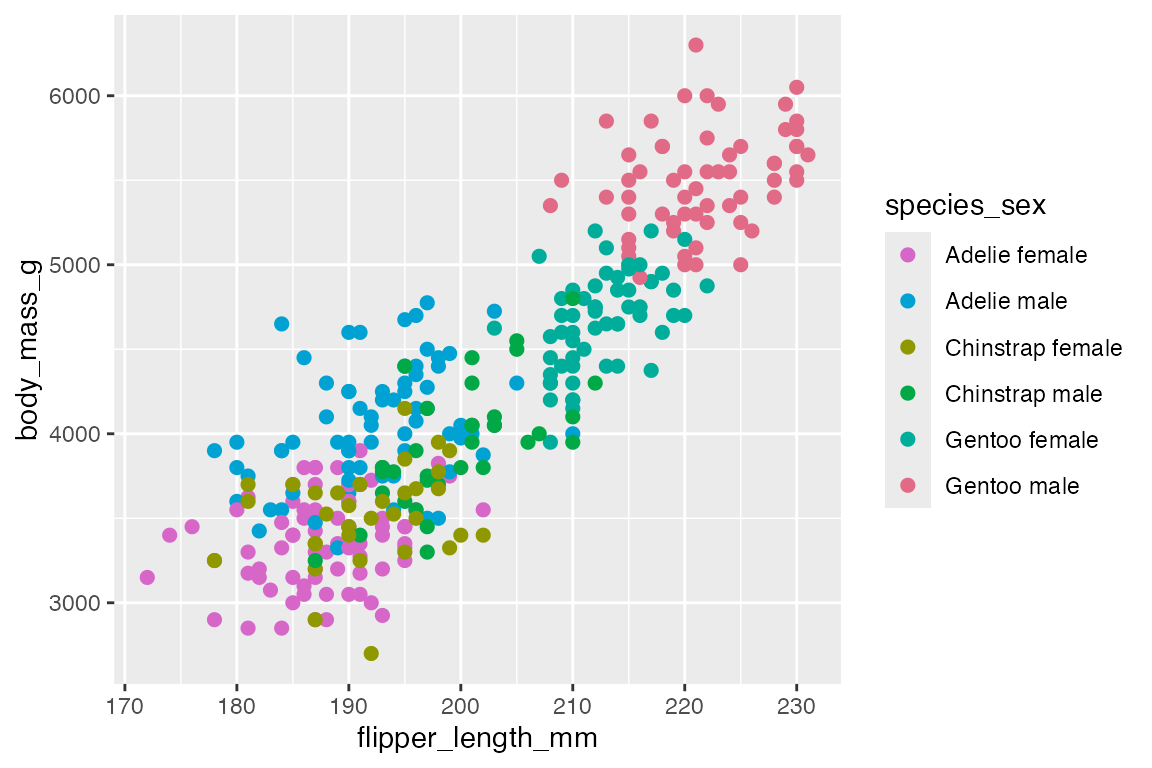 body_mass_g
6000
5000
4000
3000
170 180 190 200 210 220 230
flipper_length_mm
species_sex
Adelie female
Adelie male
Chinstrap female
Chinstrap male
Gentoo female
Gentoo male